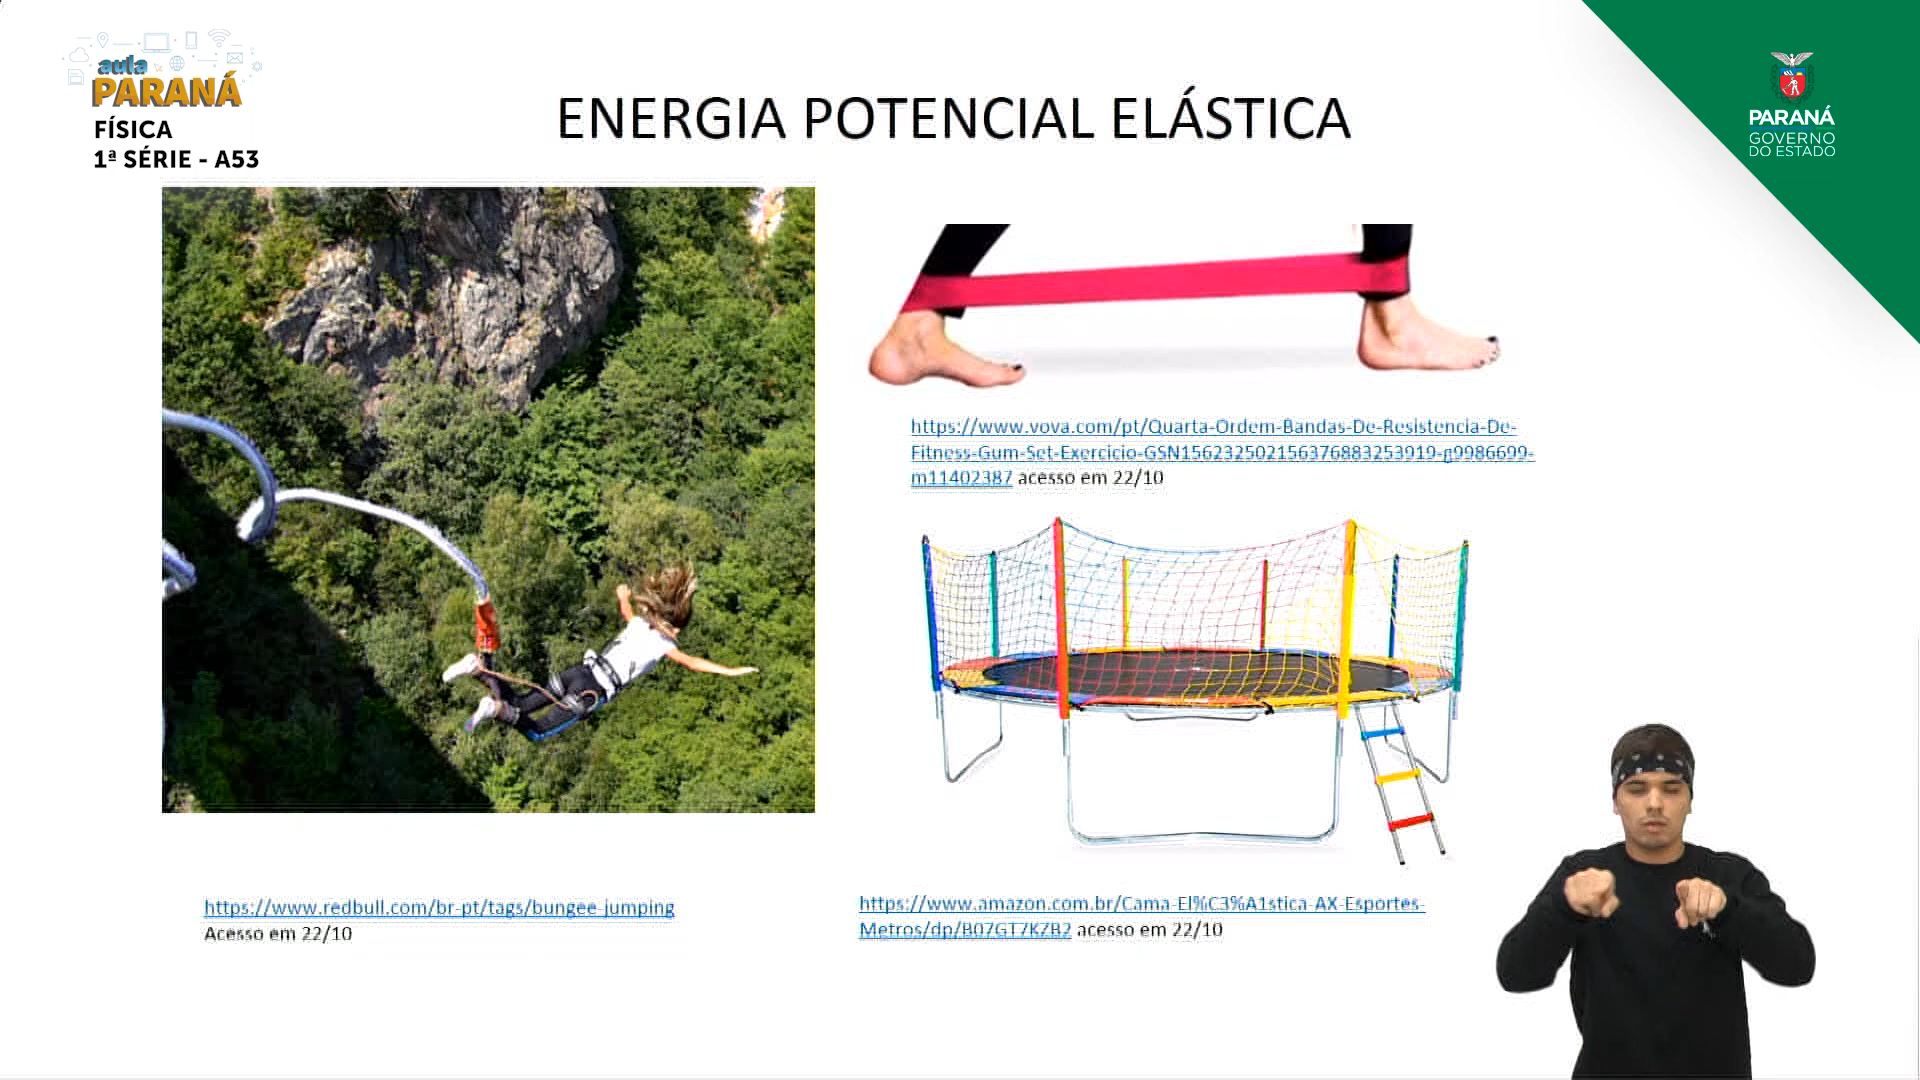 aula
PARANÁ
FÍSICA
1ª SÉRIE - A53
ENERGIA POTENCIAL ELÁSTICA
PARANÁ
GOVERNO
DO ESTADO
https://www.vova.com/pt/Quarta-Ordem-Bandas-De-Resistencia-De-
Fitness-Gum-Set-Exercicio-GSN156232502156376883253919-g9986699-
m11402387 acesso em 22/10
https://www.redbull.com/br-pt/tags/bungee-jumping
Acesso em 22/10
https://www.amazon.com.br/Cama-El%C3%A1stica-AX-Esportes-
Metros/dp/B07GT7KZB2 acesso em 22/10